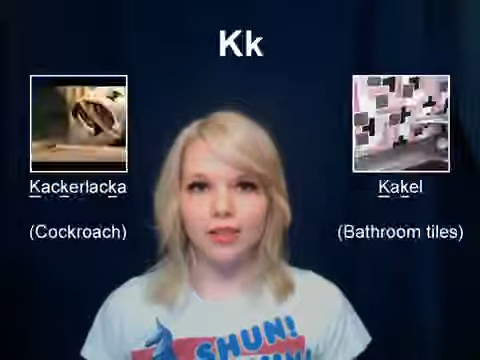 Kk
Kackerlacka
Kakel
(Cockroach)
(Bathroom tiles)
SHUN!